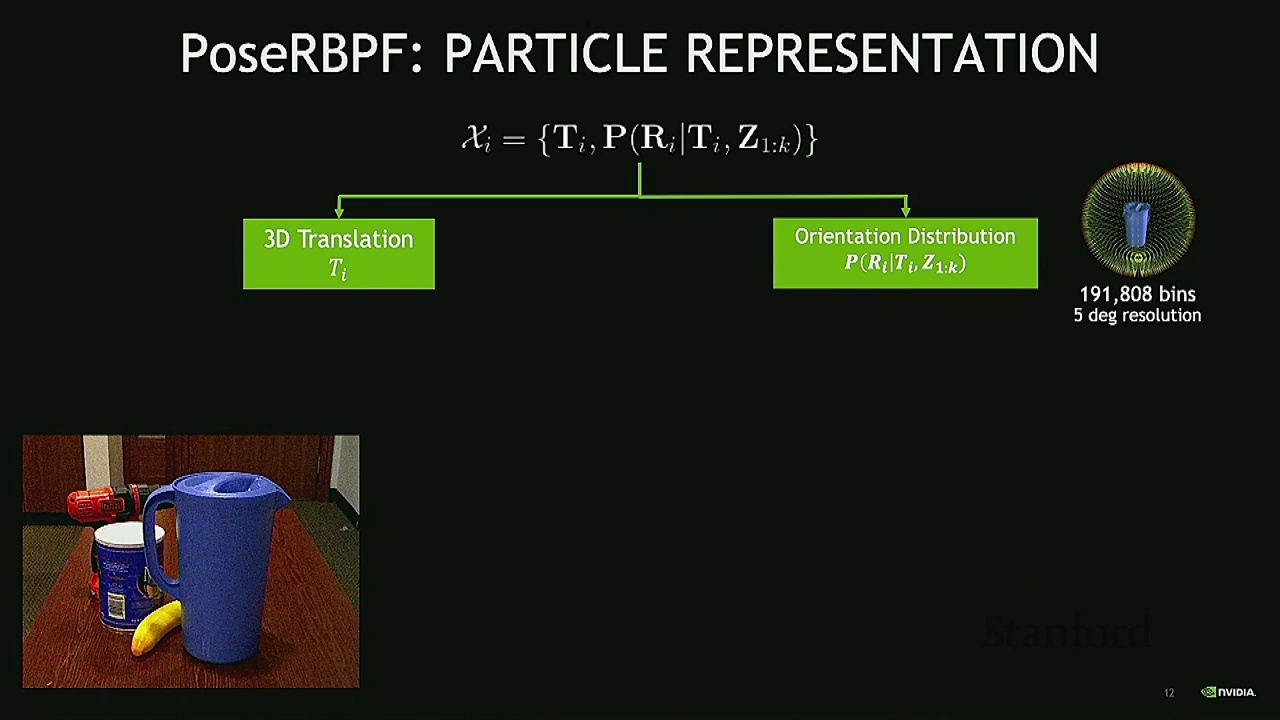 PoseRBPF: PARTICLE REPRESENTATION
𝒳ᵢ = {Tᵢ, P(Rᵢ|Tᵢ, Z₁:ₖ)}
3D Translation
Tᵢ
Orientation Distribution
P(Rᵢ|Tᵢ, Z₁:ₖ)
191,808 bins
5 deg resolution
Stanford
12
NVIDIA.